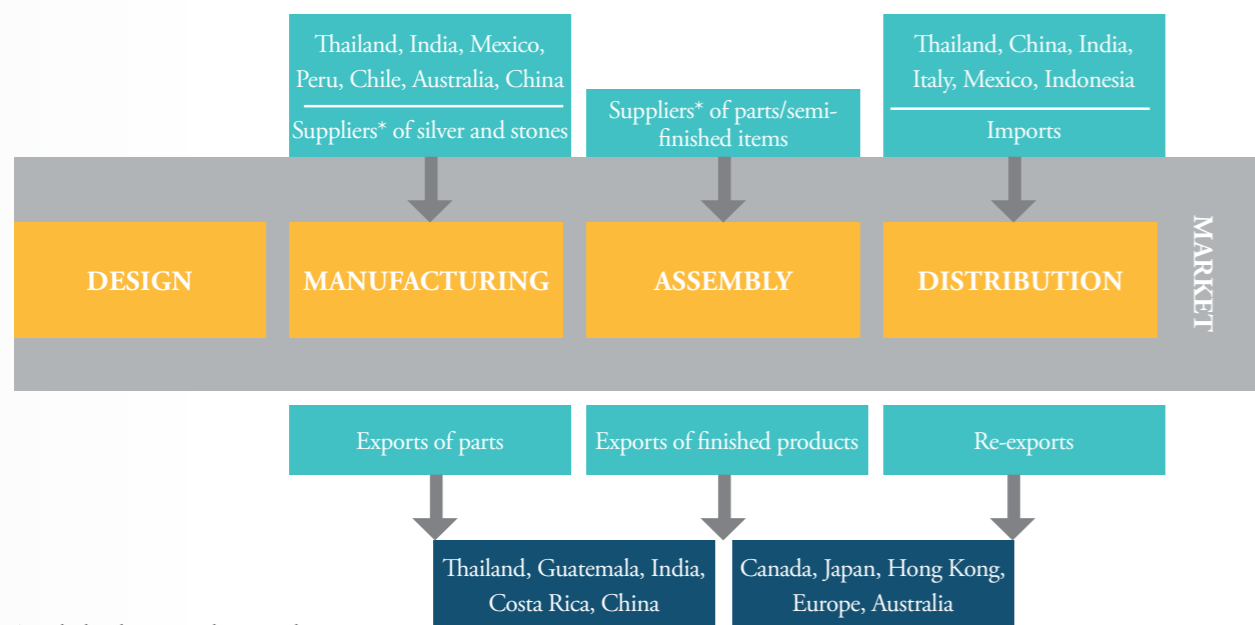 Thailand, India, Mexico,
Peru, Chile, Australia, China
Suppliers* of silver and stones
Suppliers* of parts/semi-
finished items
Thailand, China, India,
Italy, Mexico, Indonesia
Imports
DESIGN
MANUFACTURING
ASSEMBLY
DISTRIBUTION
MARKET
Exports of parts
Exports of finished products
Re-exports
Thailand, Guatemala, India,
Costa Rica, China
Canada, Japan, Hong Kong,
Europe, Australia